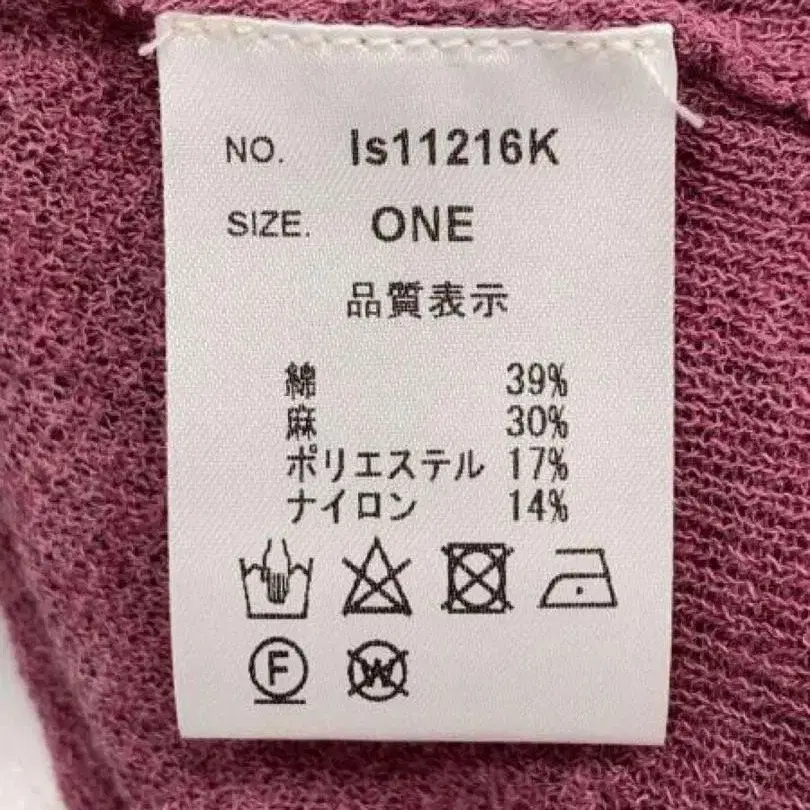 NO. Is11216K
SIZE. ONE
品質表示
綿 39%
麻 30%
ポリエステル 17%
ナイロン 14%
F W